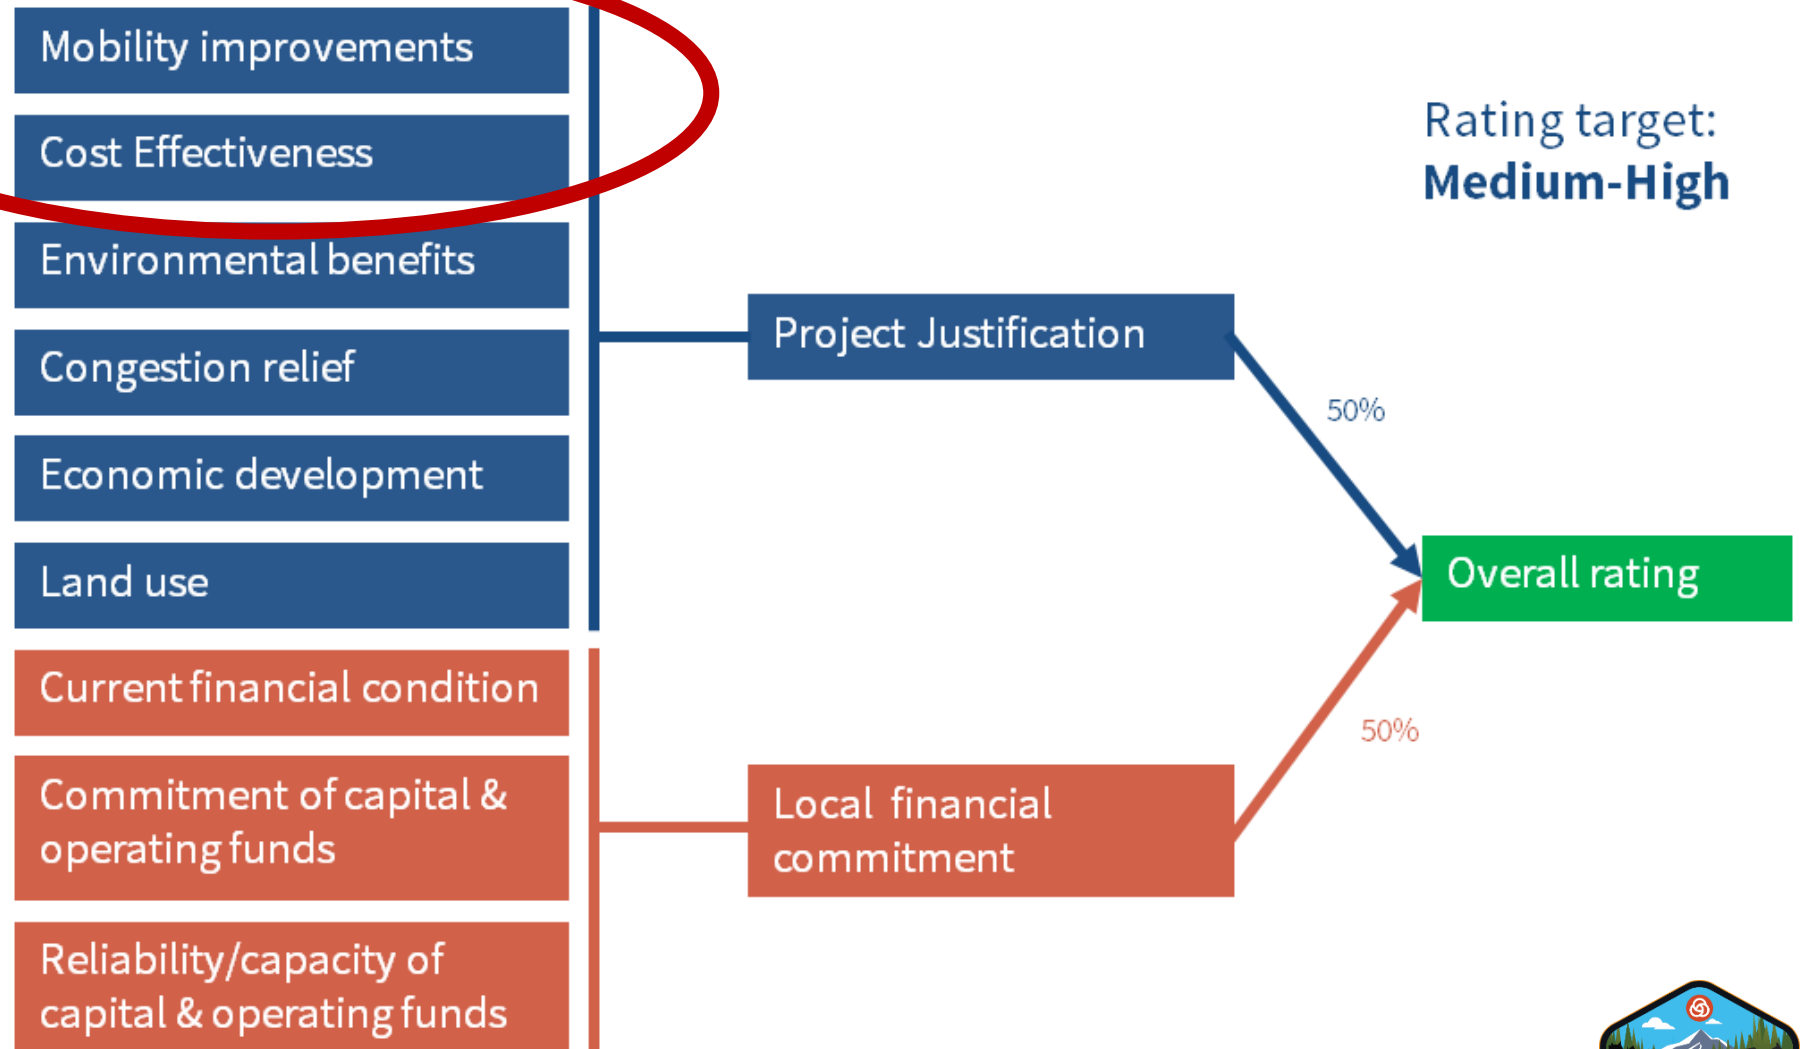 Mobility improvements
Cost Effectiveness
Environmental benefits
Congestion relief
Economic development
Land use
Current financial condition
Commitment of capital &
operating funds
Reliability/capacity of
capital & operating funds
Project Justification
Local financial
commitment
50%
50%
Rating target:
Medium-High
Overall rating